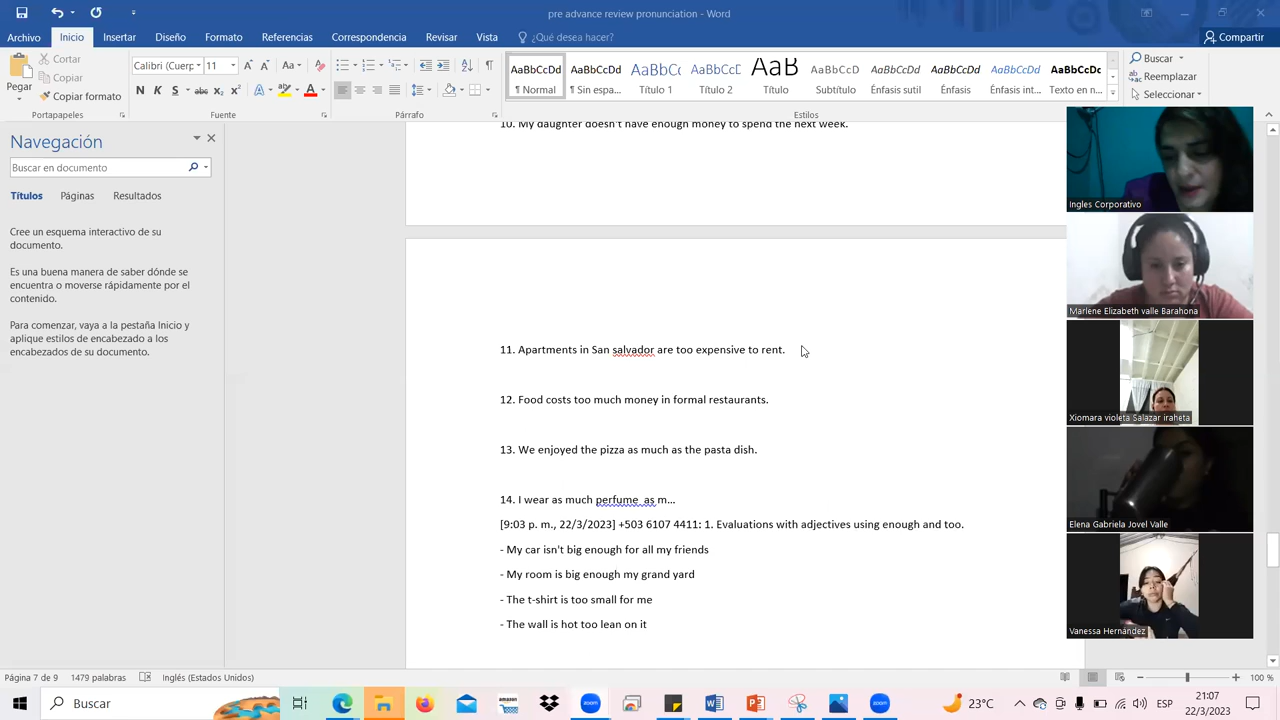 pre advance review pronunciation - Word
Archivo Inicio Insertar Diseño Formato Referencias Correspondencia Revisar Vista ¿Qué desea hacer? Compartir
Pegar
Cortar
Copiar
Copiar formato
Portapapeles
Calibri (Cuerp 11
N K S abc x₂ x²
Fuente
Párrafo
AaBbCcDd
¶ Normal
AaBbCcDd
¶ Sin espa...
AaBbCc
Título 1
AaBbCcD
Título 2
AaB
Título
AaBbCcD
Subtítulo
AaBbCcDd
Énfasis sutil
AaBbCcDd
Énfasis
AaBbCcDd
Énfasis int...
AaBbCcDc
Texto en n...
Estilos
Buscar
Reemplazar
Seleccionar
Navegación
Buscar en documento
Títulos Páginas Resultados
Cree un esquema interactivo de su
documento.
Es una buena manera de saber dónde se
encuentra o moverse rápidamente por el
contenido.
Para comenzar, vaya a la pestaña Inicio y
aplique estilos de encabezado a los
encabezados de su documento.
10. My daughter doesn't have enough money to spend the next week.
11. Apartments in San salvador are too expensive to rent.
12. Food costs too much money in formal restaurants.
13. We enjoyed the pizza as much as the pasta dish.
14. I wear as much perfume  as m...
[9:03 p. m., 22/3/2023] +503 6107 4411: 1. Evaluations with adjectives using enough and too.
- My car isn't big enough for all my friends
- My room is big enough my grand yard
- The t-shirt is too small for me
- The wall is hot too lean on it
Ingles Corporativo
Marlene Elizabeth valle Barahona
Xiomara violeta Salazar iraheta
Elena Gabriela Jovel Valle
Vanessa Hernández
Página 7 de 9 1479 palabras Inglés (Estados Unidos) 100 %
Buscar
amazon
zoom
zoom
23°C
ESP
21:07
22/3/2023